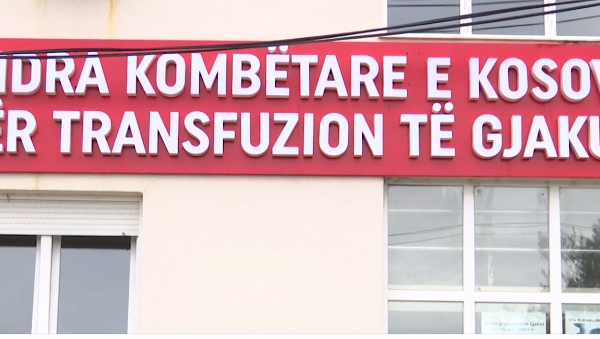 NDRA KOMBËTARE E KOSOV
ËR TRANSFUZION TË GJAKU